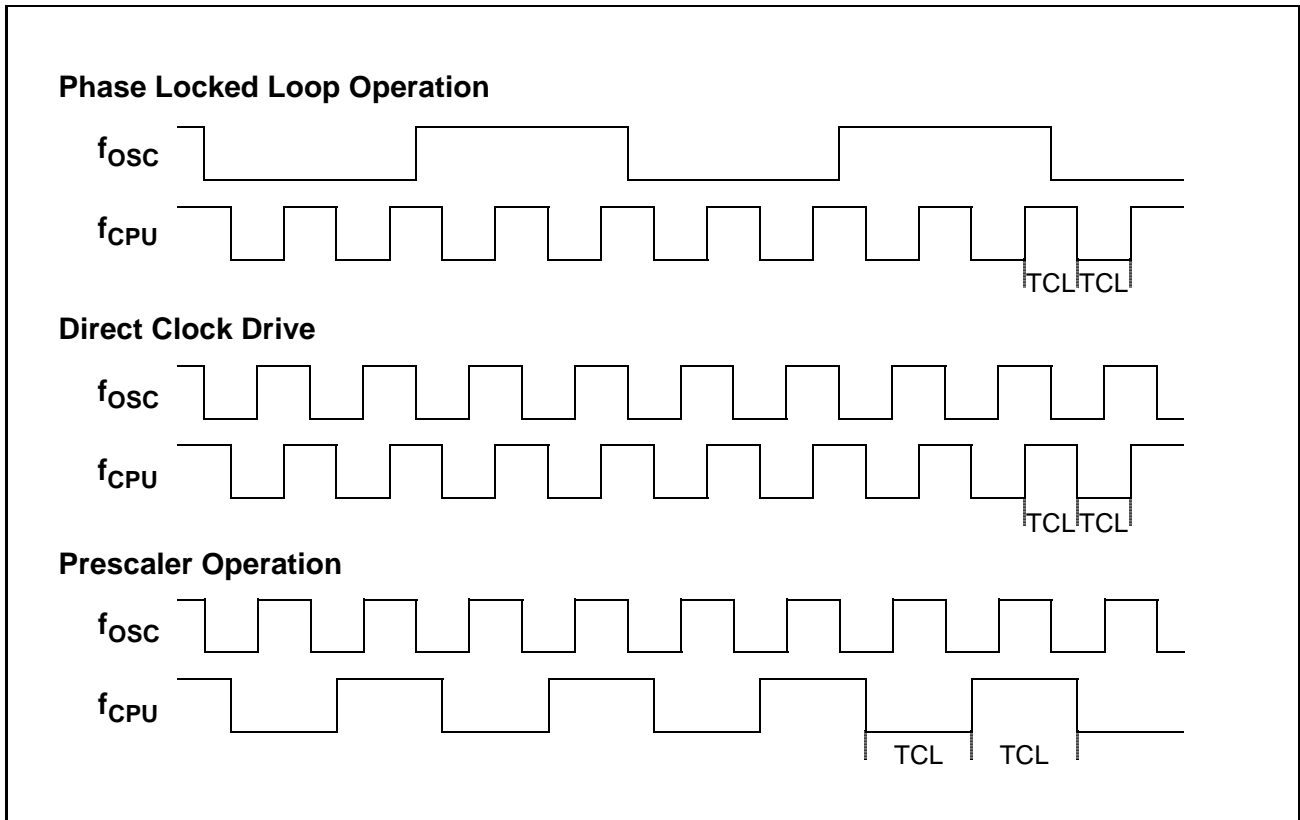 Phase Locked Loop Operation
fOSC
fCPU
TCL TCL
Direct Clock Drive
fOSC
fCPU
TCL TCL
Prescaler Operation
fOSC
fCPU
TCL TCL